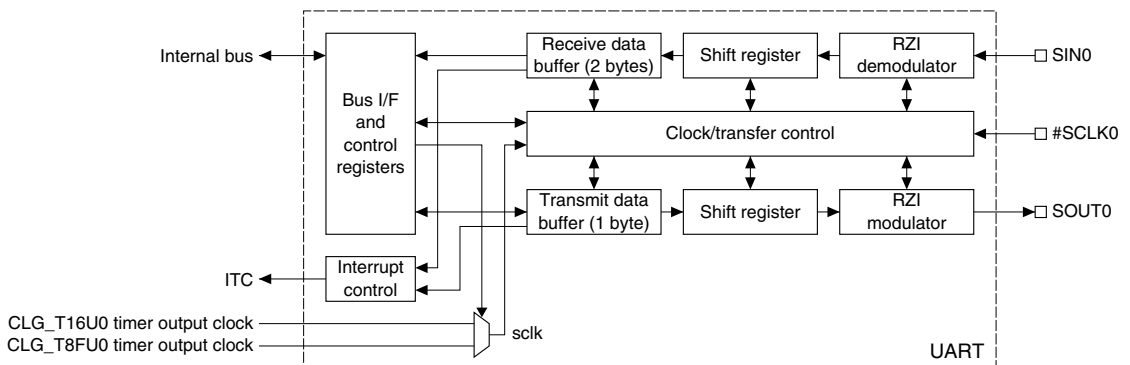 Internal bus
Bus I/F
and
control
registers
Receive data
buffer (2 bytes)
Shift register
RZI
demodulator
SIN0
Clock/transfer control
#SCLK0
Transmit data
buffer (1 byte)
Shift register
RZI
modulator
SOUT0
ITC
Interrupt
control
CLG_T16U0 timer output clock
CLG_T8FU0 timer output clock
sclk
UART